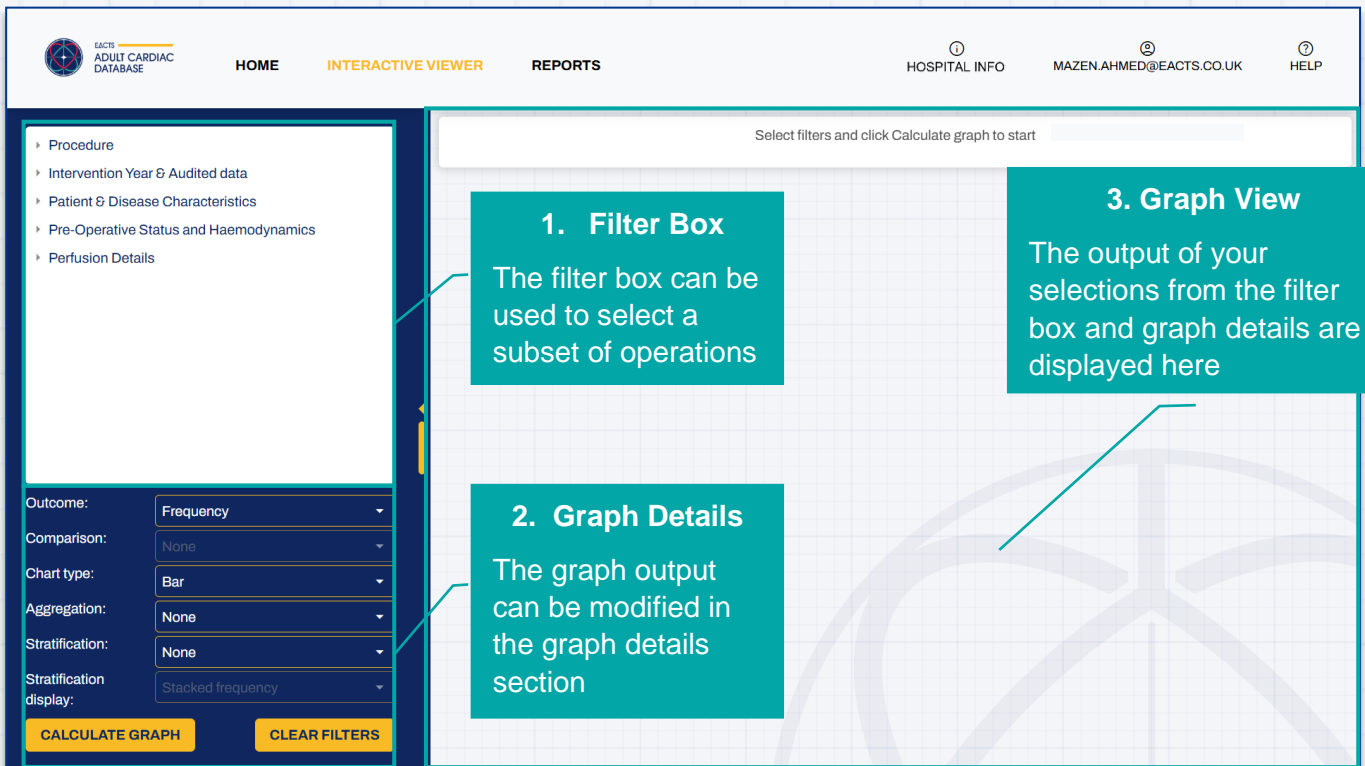 EACTS
ADULT CARDIAC
DATABASE
HOME
INTERACTIVE VIEWER
REPORTS
HOSPITAL INFO
MAZEN.AHMED@EACTS.CO.UK
HELP
Procedure
Intervention Year & Audited data
Patient & Disease Characteristics
Pre-Operative Status and Haemodynamics
Perfusion Details
Select filters and click Calculate graph to start
1. Filter Box
The filter box can be
used to select a
subset of operations
3. Graph View
The output of your
selections from the filter
box and graph details are
displayed here
2. Graph Details
The graph output
can be modified in
the graph details
section
Outcome:
Frequency
Comparison:
None
Chart type:
Bar
Aggregation:
None
Stratification:
None
Stratification
display:
Stacked frequency
CALCULATE GRAPH
CLEAR FILTERS